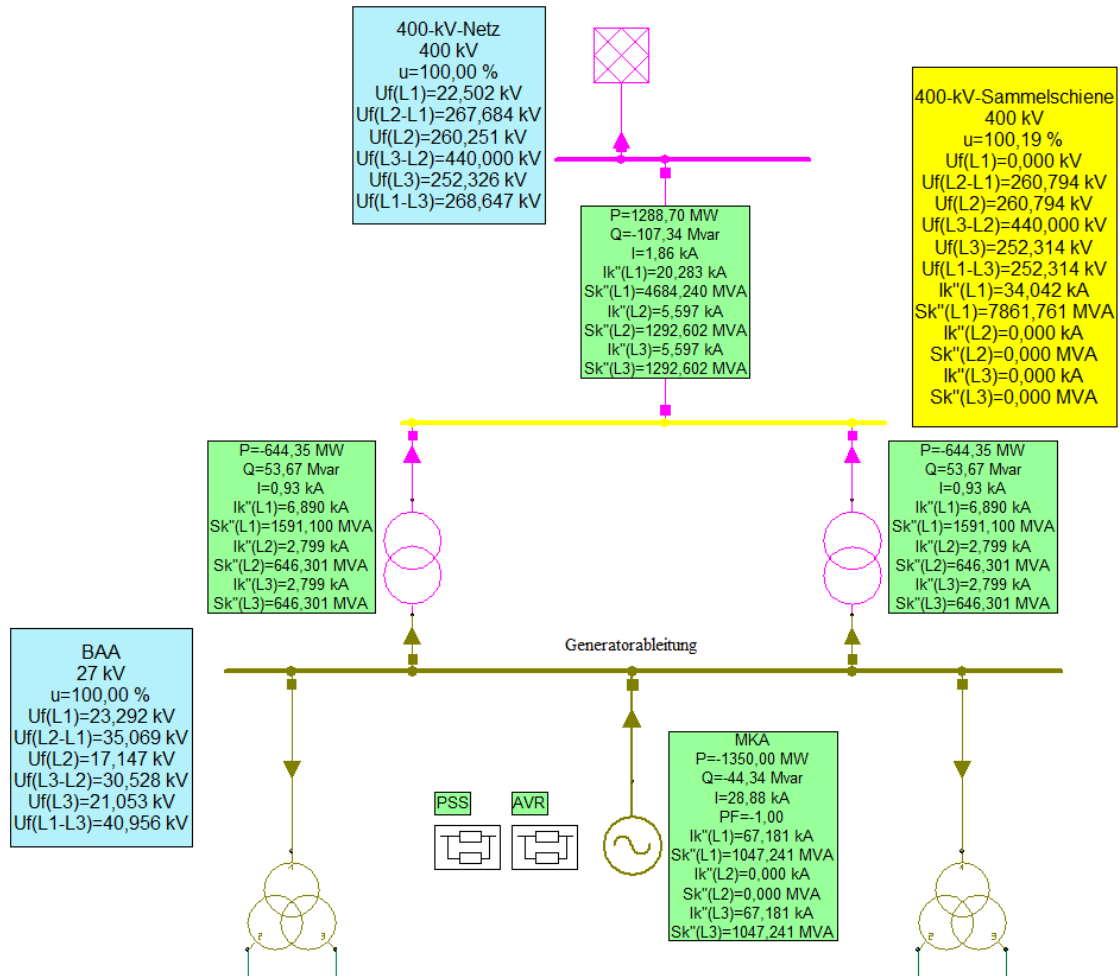 400-kV-Netz
400 kV
u=100,00 %
Uf(L1)=22,502 kV
Uf(L2-L1)=267,684 kV
Uf(L2)=260,251 kV
Uf(L3-L2)=440,000 kV
Uf(L3)=252,326 kV
Uf(L1-L3)=268,647 kV
400-kV-Sammelschiene
400 kV
u=100,19 %
Uf(L1)=0,000 kV
Uf(L2-L1)=260,794 kV
Uf(L2)=260,794 kV
Uf(L3-L2)=440,000 kV
Uf(L3)=252,314 kV
Uf(L1-L3)=252,314 kV
Ik"(L1)=34,042 kA
Sk"(L1)=7861,761 MVA
Ik"(L2)=0,000 kA
Sk"(L2)=0,000 MVA
Ik"(L3)=0,000 kA
Sk"(L3)=0,000 MVA
P=1288,70 MW
Q=-107,34 Mvar
I=1,86 kA
Ik"(L1)=20,283 kA
Sk"(L1)=4684,240 MVA
Ik"(L2)=5,597 kA
Sk"(L2)=1292,602 MVA
Ik"(L3)=5,597 kA
Sk"(L3)=1292,602 MVA
P=-644,35 MW
Q=53,67 Mvar
I=0,93 kA
Ik"(L1)=6,890 kA
Sk"(L1)=1591,100 MVA
Ik"(L2)=2,799 kA
Sk"(L2)=646,301 MVA
Ik"(L3)=2,799 kA
Sk"(L3)=646,301 MVA
P=-644,35 MW
Q=53,67 Mvar
I=0,93 kA
Ik"(L1)=6,890 kA
Sk"(L1)=1591,100 MVA
Ik"(L2)=2,799 kA
Sk"(L2)=646,301 MVA
Ik"(L3)=2,799 kA
Sk"(L3)=646,301 MVA
Generatorableitung
BAA
27 kV
u=100,00 %
Uf(L1)=23,292 kV
Uf(L2-L1)=35,069 kV
Uf(L2)=17,147 kV
Uf(L3-L2)=30,528 kV
Uf(L3)=21,053 kV
Uf(L1-L3)=40,956 kV
PSS
AVR
MKA
P=-1350,00 MW
Q=-44,34 Mvar
I=28,88 kA
PF=-1,00
Ik"(L1)=67,181 kA
Sk"(L1)=1047,241 MVA
Ik"(L2)=0,000 kA
Sk"(L2)=0,000 MVA
Ik"(L3)=67,181 kA
Sk"(L3)=1047,241 MVA
2 3
2 3